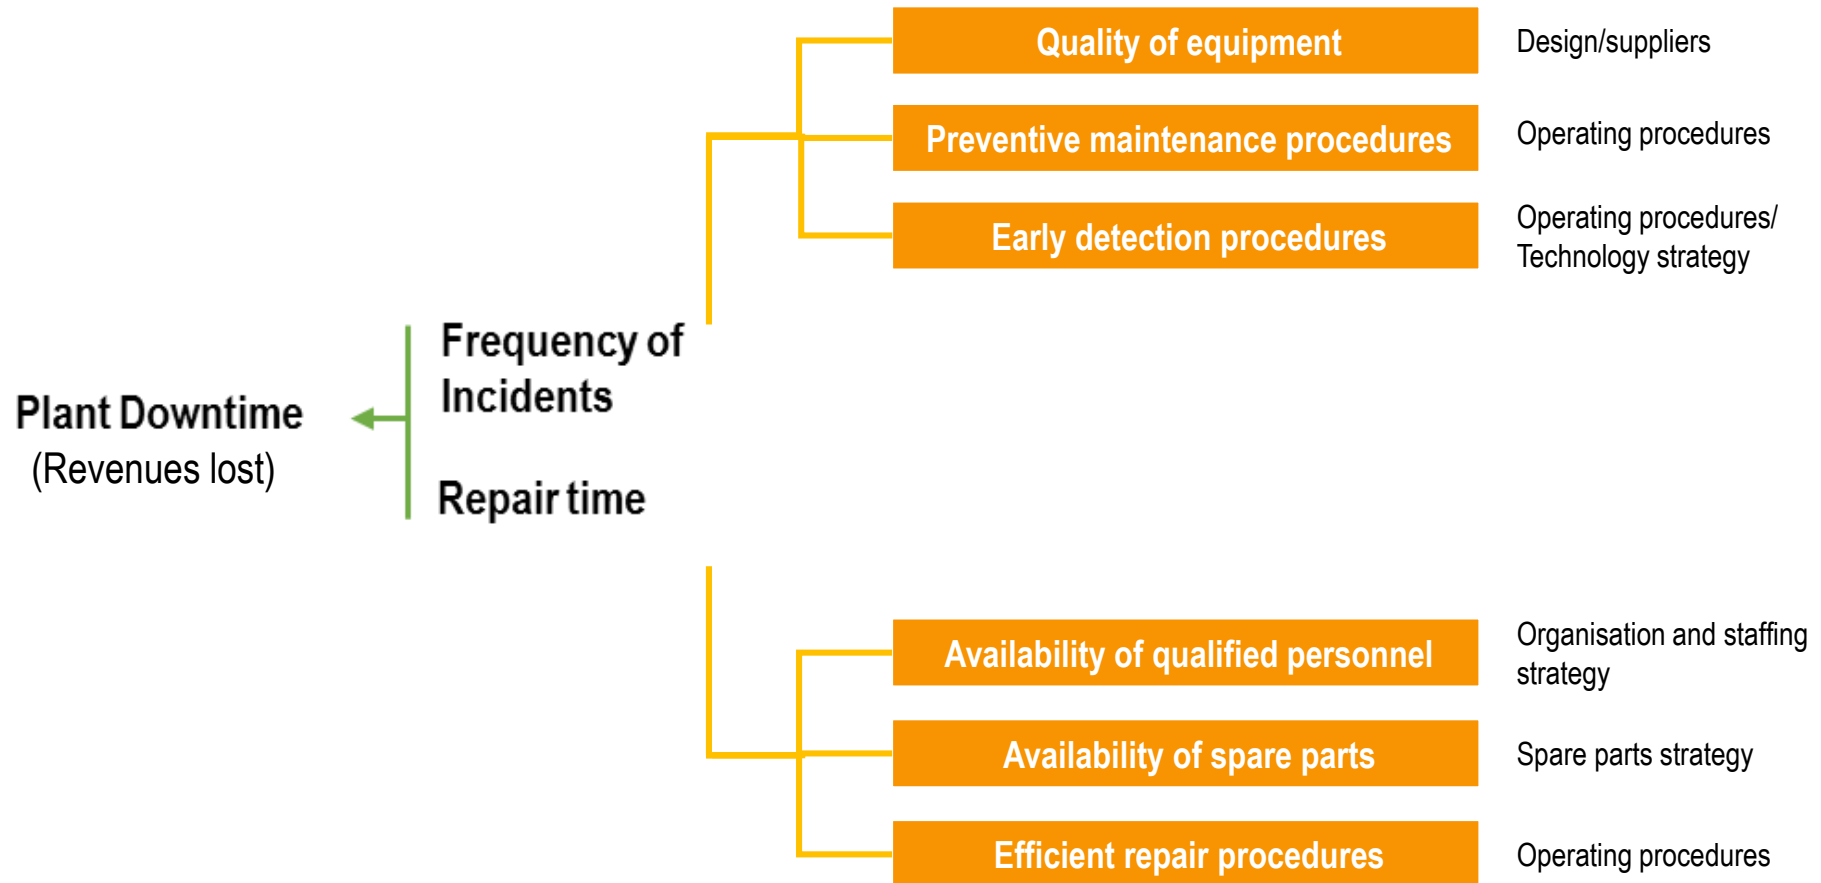 Quality of equipment
Design/suppliers
Preventive maintenance procedures
Operating procedures
Early detection procedures
Operating procedures/
Technology strategy
Frequency of
Incidents
Plant Downtime
(Revenues lost)
Repair time
Availability of qualified personnel
Organisation and staffing
strategy
Availability of spare parts
Spare parts strategy
Efficient repair procedures
Operating procedures